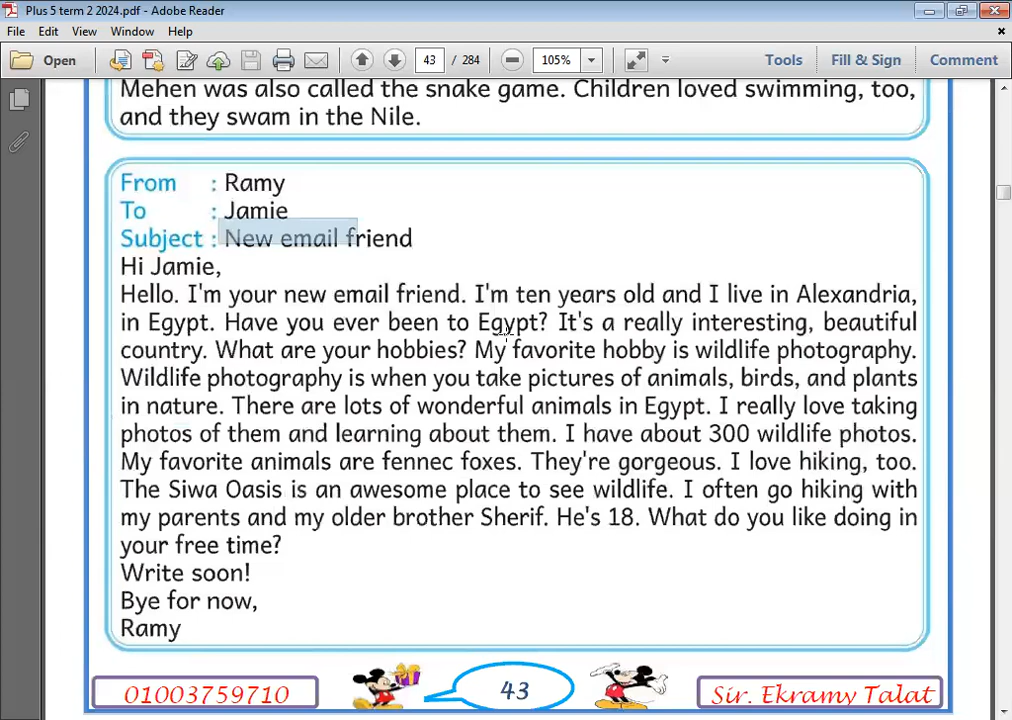 Plus 5 term 2 2024.pdf - Adobe Reader
File Edit View Window Help
Open 43 / 284 105% Tools Fill & Sign Comment
Mehen was also called the snake game. Children loved swimming, too,
and they swam in the Nile.
From : Ramy
To : Jamie
Subject : New email friend
Hi Jamie,
Hello. I'm your new email friend. I'm ten years old and I live in Alexandria,
in Egypt. Have you ever been to Egypt? It's a really interesting, beautiful
country. What are your hobbies? My favorite hobby is wildlife photography.
Wildlife photography is when you take pictures of animals, birds, and plants
in nature. There are lots of wonderful animals in Egypt. I really love taking
photos of them and learning about them. I have about 300 wildlife photos.
My favorite animals are fennec foxes. They're gorgeous. I love hiking, too.
The Siwa Oasis is an awesome place to see wildlife. I often go hiking with
my parents and my older brother Sherif. He's 18. What do you like doing in
your free time?
Write soon!
Bye for now,
Ramy
01003759710 43 Sir. Ekramy Talat